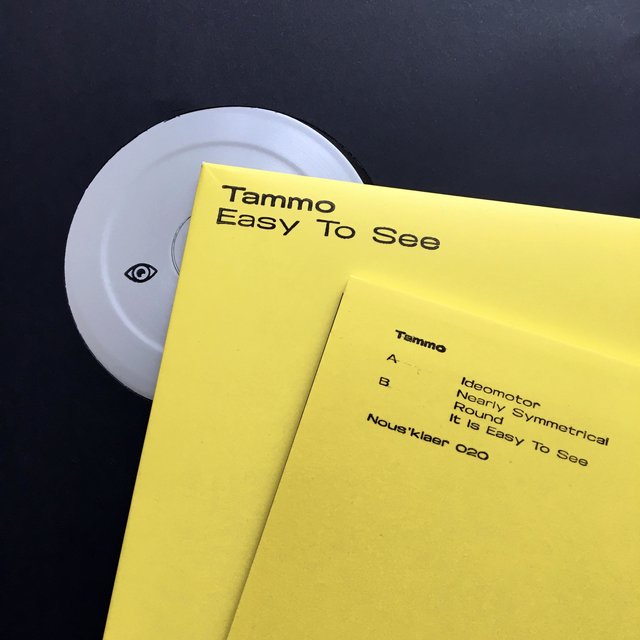 Tammo
Easy To See
Tammo
A Ideomotor
Nearly Symmetrical
B Round
It Is Easy To See
Nous'klaer 020